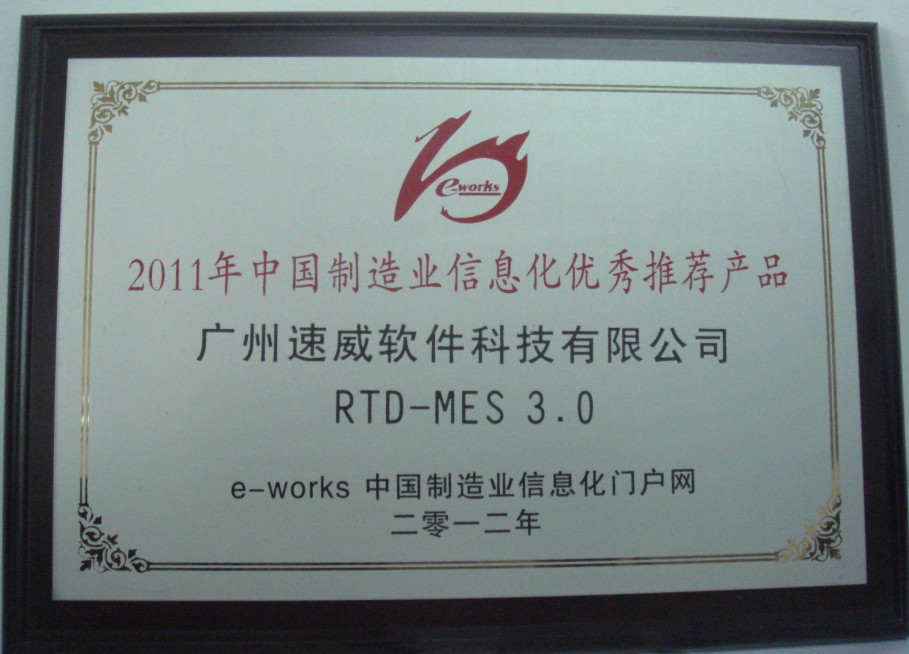 e-works
2011年中国制造业信息化优秀推荐产品
广州速威软件科技有限公司
RTD-MES 3.0
e-works 中国制造业信息化门户网
二零一二年